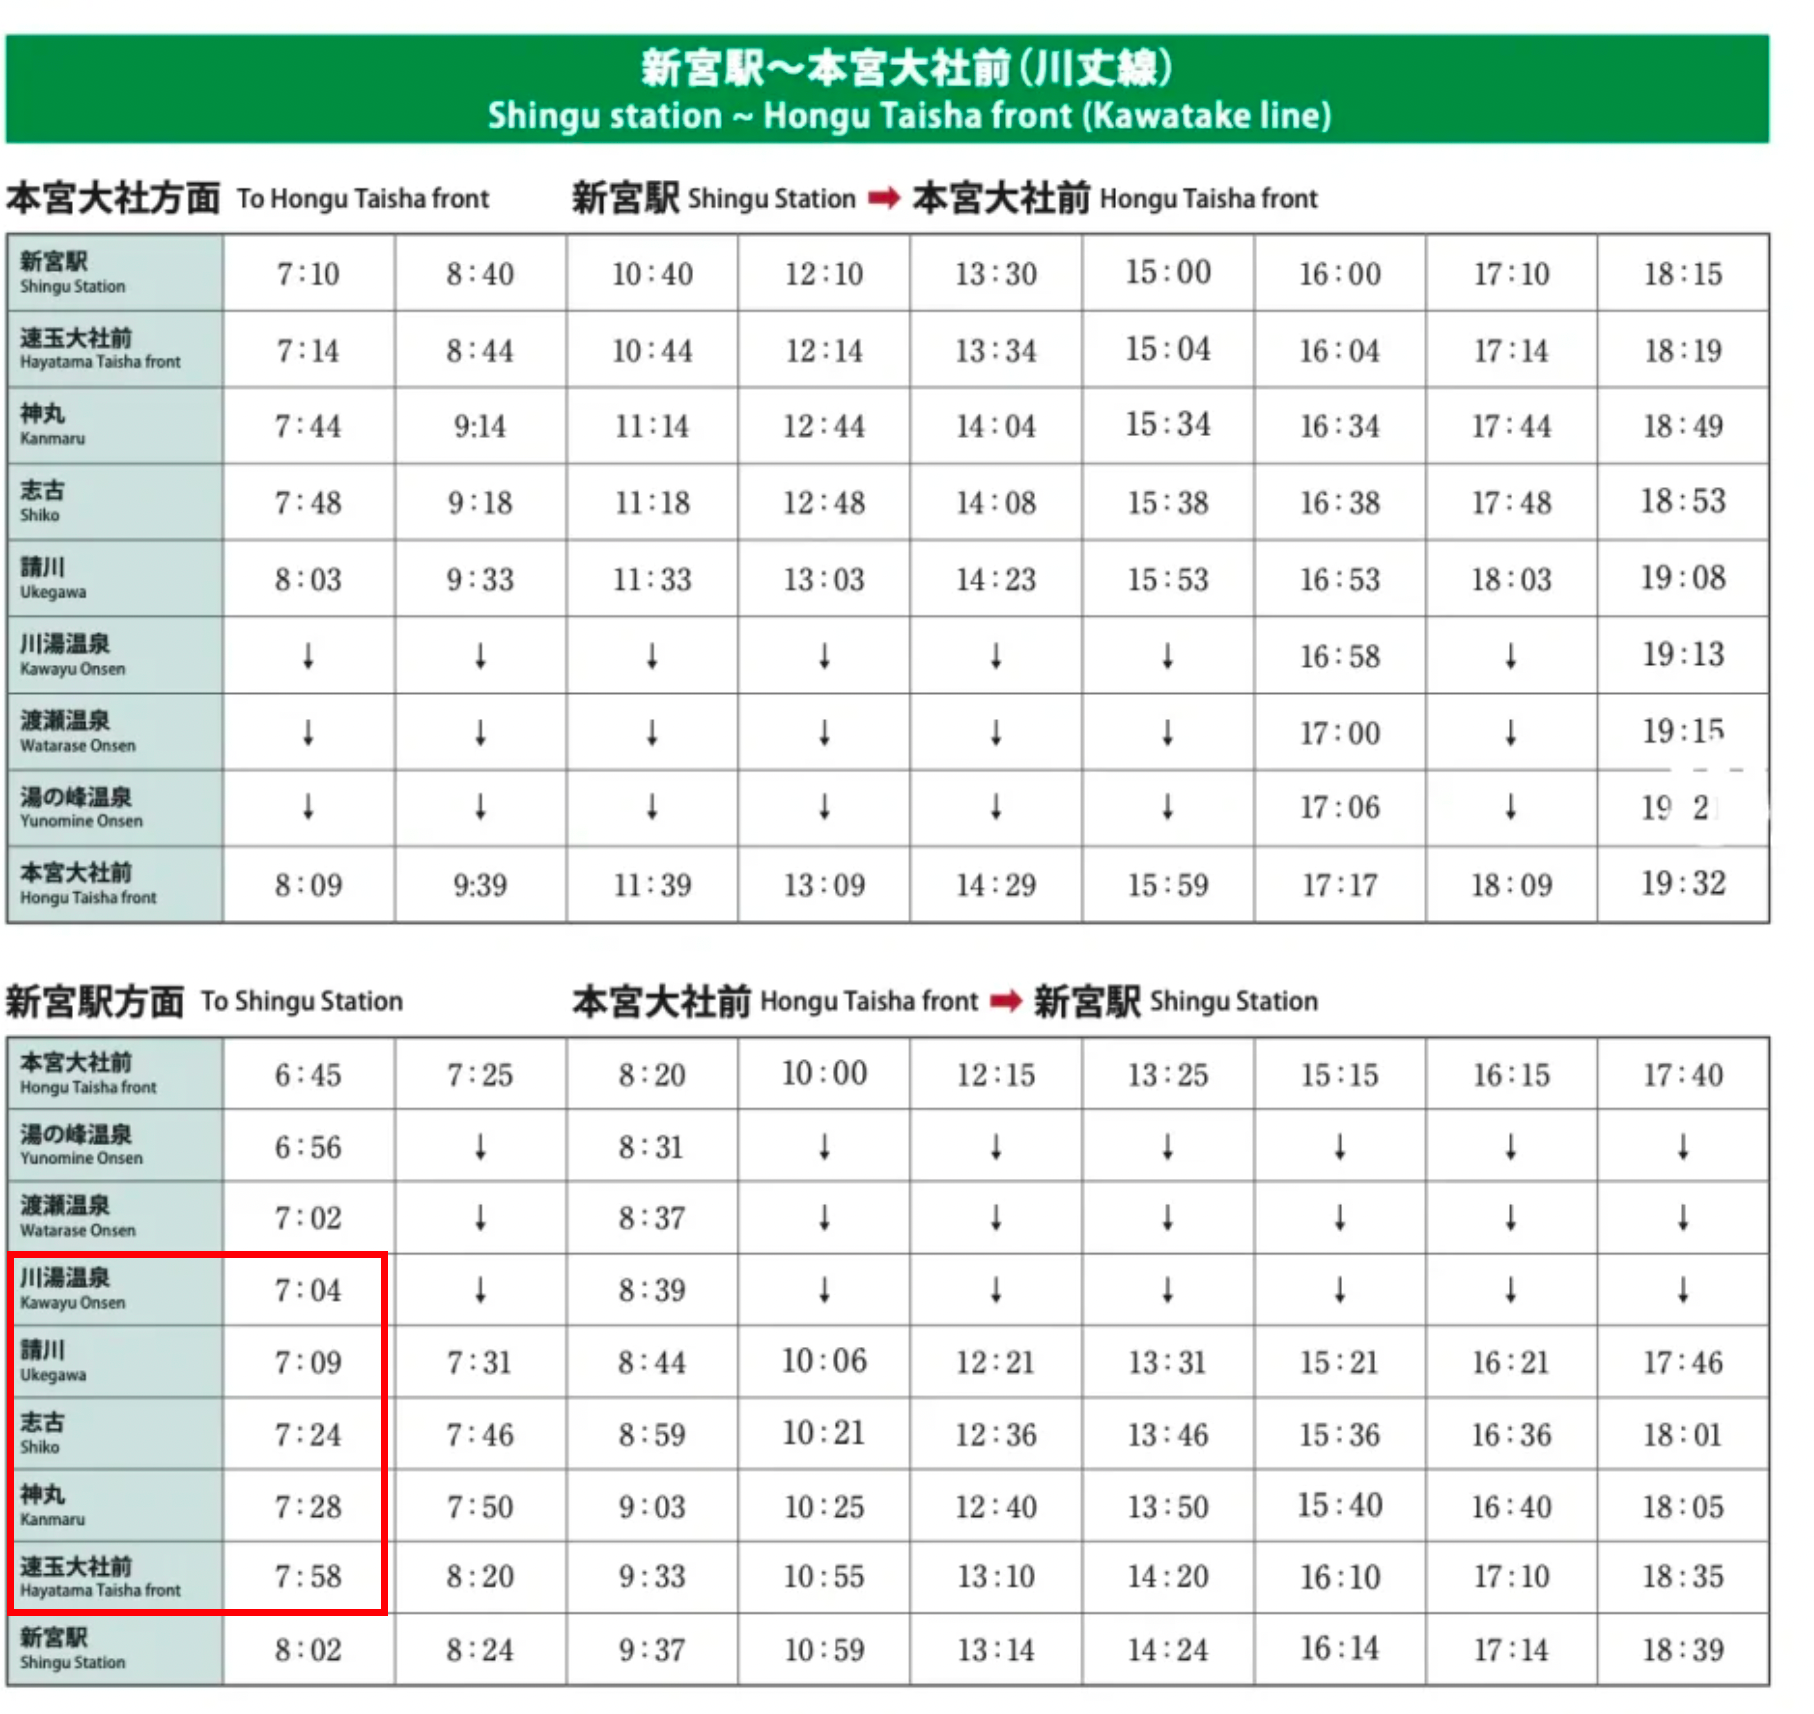 新宮駅～本宮大社前（川丈線）
Shingu station ~ Hongu Taisha front (Kawatake line)
本宮大社方面 To Hongu Taisha front 新宮駅 Shingu Station ➡ 本宮大社前 Hongu Taisha front
新宮駅 7:10 8:40 10:40 12:10 13:30 15:00 16:00 17:10 18:15
Shingu Station
速玉大社前 7:14 8:44 10:44 12:14 13:34 15:04 16:04 17:14 18:19
Hayatama Taisha front
神丸 7:44 9:14 11:14 12:44 14:04 15:34 16:34 17:44 18:49
Kanmaru
志古 7:48 9:18 11:18 12:48 14:08 15:38 16:38 17:48 18:53
Shiko
請川 8:03 9:33 11:33 13:03 14:23 15:53 16:53 18:03 19:08
Ukegawa
川湯温泉 ↓ ↓ ↓ ↓ ↓ ↓ 16:58 ↓ 19:13
Kawayu Onsen
渡瀬温泉 ↓ ↓ ↓ ↓ ↓ ↓ 17:00 ↓ 19:15
Watarase Onsen
湯の峰温泉 ↓ ↓ ↓ ↓ ↓ ↓ 17:06 ↓
Yunomine Onsen
本宮大社前 8:09 9:39 11:39 13:09 14:29 15:59 17:17 18:09 19:32
Hongu Taisha front
新宮駅方面 To Shingu Station 本宮大社前 Hongu Taisha front ➡ 新宮駅 Shingu Station
本宮大社前 6:45 7:25 8:20 10:00 12:15 13:25 15:15 16:15 17:40
Hongu Taisha front
湯の峰温泉 6:56 ↓ 8:31 ↓ ↓ ↓ ↓ ↓ ↓
Yunomine Onsen
渡瀬温泉 7:02 ↓ 8:37 ↓ ↓ ↓ ↓ ↓ ↓
Watarase Onsen
川湯温泉 7:04 ↓ 8:39 ↓ ↓ ↓ ↓ ↓ ↓
Kawayu Onsen
請川 7:09 7:31 8:44 10:06 12:21 13:31 15:21 16:21 17:46
Ukegawa
志古 7:24 7:46 8:59 10:21 12:36 13:46 15:36 16:36 18:01
Shiko
神丸 7:28 7:50 9:03 10:25 12:40 13:50 15:40 16:40 18:05
Kanmaru
速玉大社前 7:58 8:20 9:33 10:55 13:10 14:20 16:10 17:10 18:35
Hayatama Taisha front
新宮駅 8:02 8:24 9:37 10:59 13:14 14:24 16:14 17:14 18:39
Shingu Station